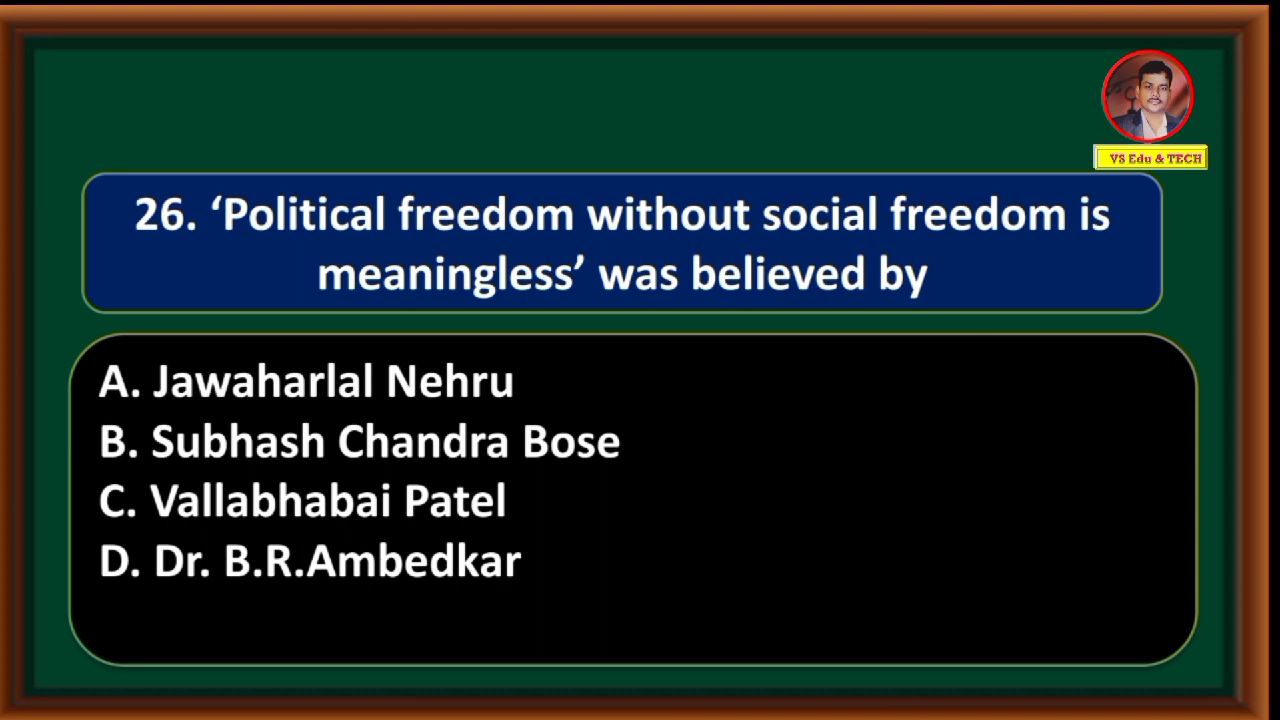 VS Edu & TECH
26. ‘Political freedom without social freedom is
meaningless’ was believed by
A. Jawaharlal Nehru
B. Subhash Chandra Bose
C. Vallabhabai Patel
D. Dr. B.R.Ambedkar